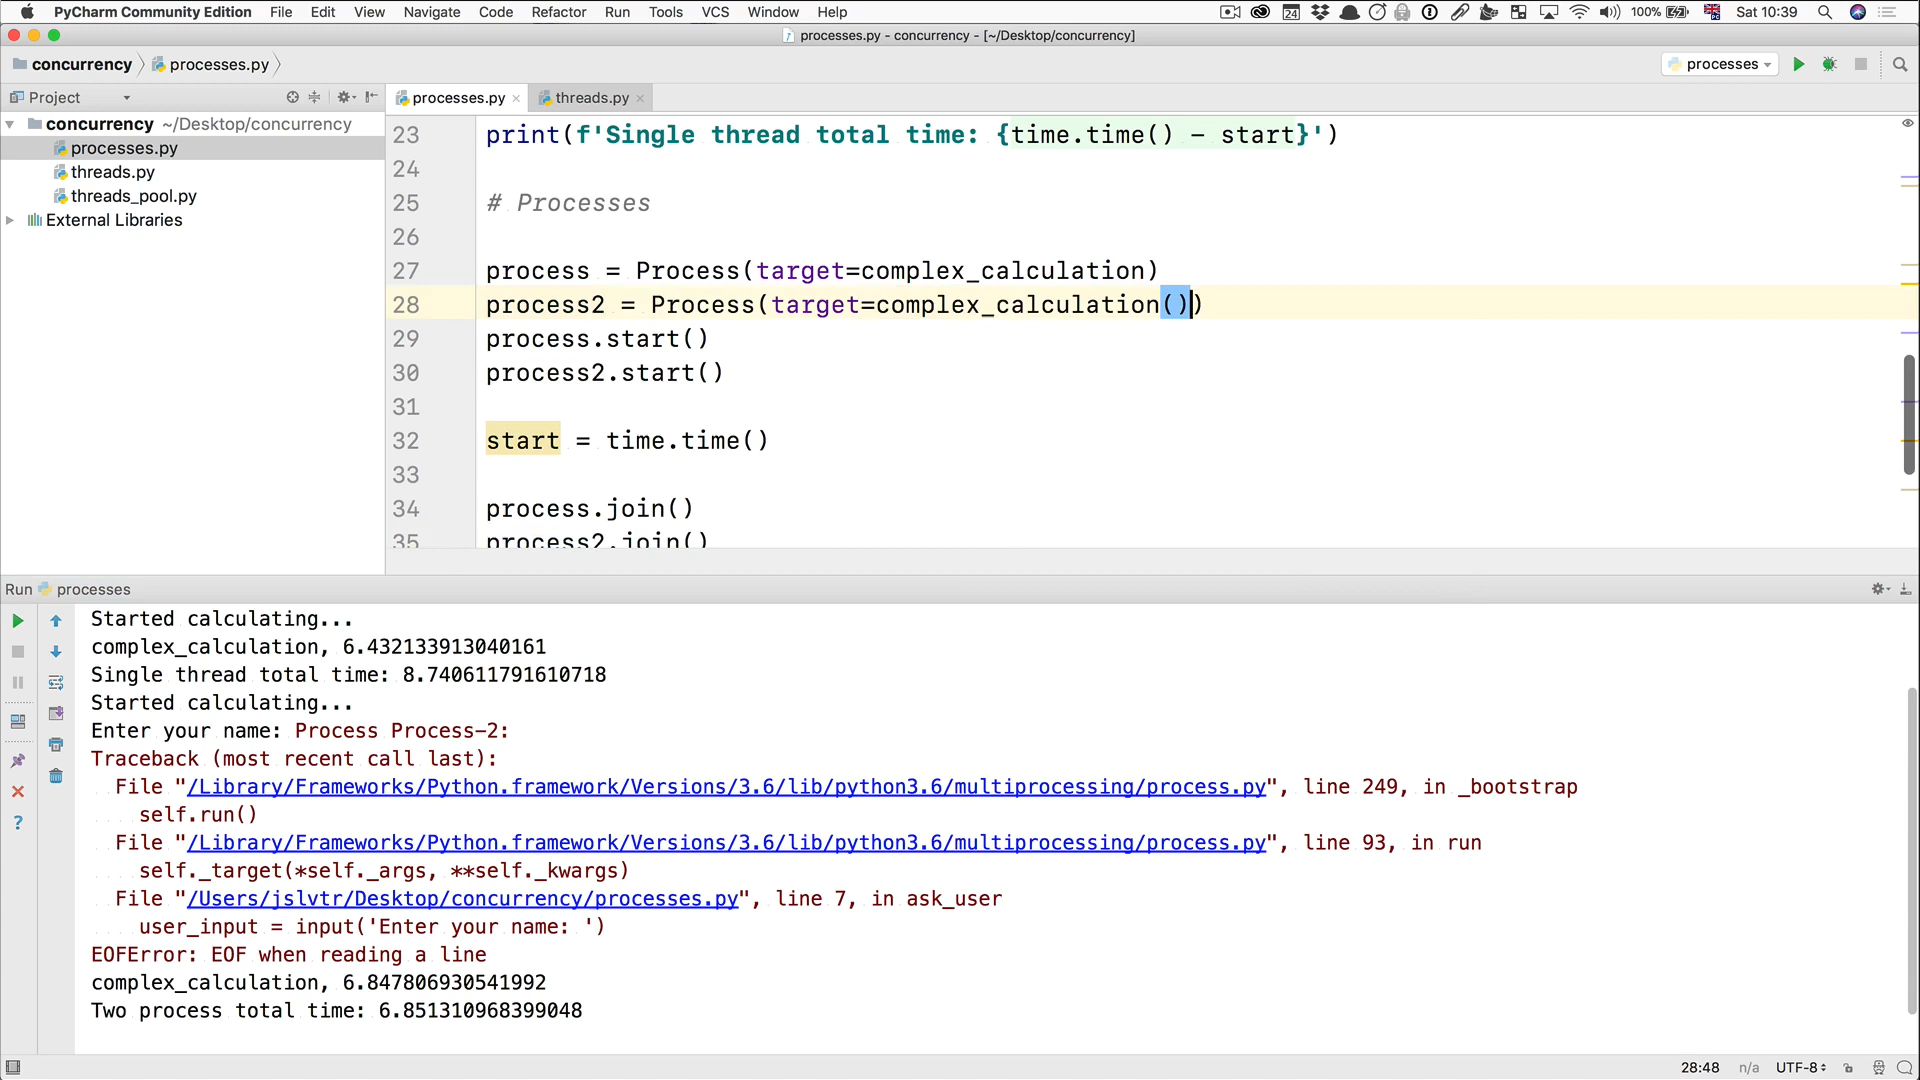 PyCharm Community Edition File Edit View Navigate Code Refactor Run Tools VCS Window Help 24 100% Sat 10:39
processes.py - concurrency - [~/Desktop/concurrency]
concurrency processes.py processes
Project processes.py threads.py
concurrency ~/Desktop/concurrency
processes.py
threads.py
threads_pool.py
External Libraries
23 print(f'Single thread total time: {time.time() - start}')
24
25 # Processes
26
27 process = Process(target=complex_calculation)
28 process2 = Process(target=complex_calculation())
29 process.start()
30 process2.start()
31
32 start = time.time()
33
34 process.join()
35 process2.join()
Run processes
Started calculating...
complex_calculation, 6.432133913040161
Single thread total time: 8.740611791610718
Started calculating...
Enter your name: Process Process-2:
Traceback (most recent call last):
File "/Library/Frameworks/Python.framework/Versions/3.6/lib/python3.6/multiprocessing/process.py", line 249, in _bootstrap
self.run()
File "/Library/Frameworks/Python.framework/Versions/3.6/lib/python3.6/multiprocessing/process.py", line 93, in run
self._target(*self._args, **self._kwargs)
File "/Users/jslvtr/Desktop/concurrency/processes.py", line 7, in ask_user
user_input = input('Enter your name: ')
EOFError: EOF when reading a line
complex_calculation, 6.847806930541992
Two process total time: 6.851310968399048
28:48 n/a UTF-8